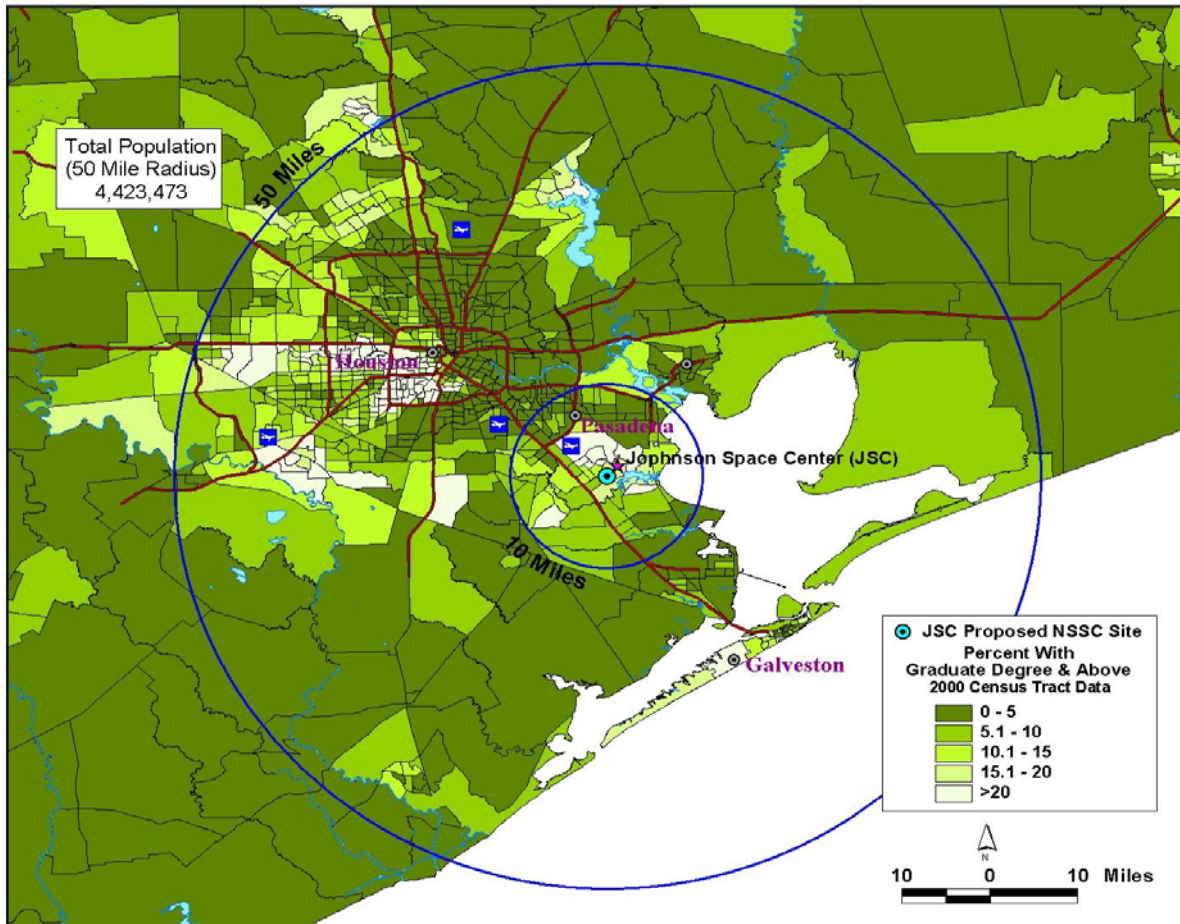 Total Population
(50 Mile Radius)
4,423,473
50 Miles
Houston
Pasadena
Jophnson Space Center (JSC)
10 Miles
Galveston
JSC Proposed NSSC Site
Percent With
Graduate Degree & Above
2000 Census Tract Data
0 - 5
5.1 - 10
10.1 - 15
15.1 - 20
>20
N
10 0 10 Miles